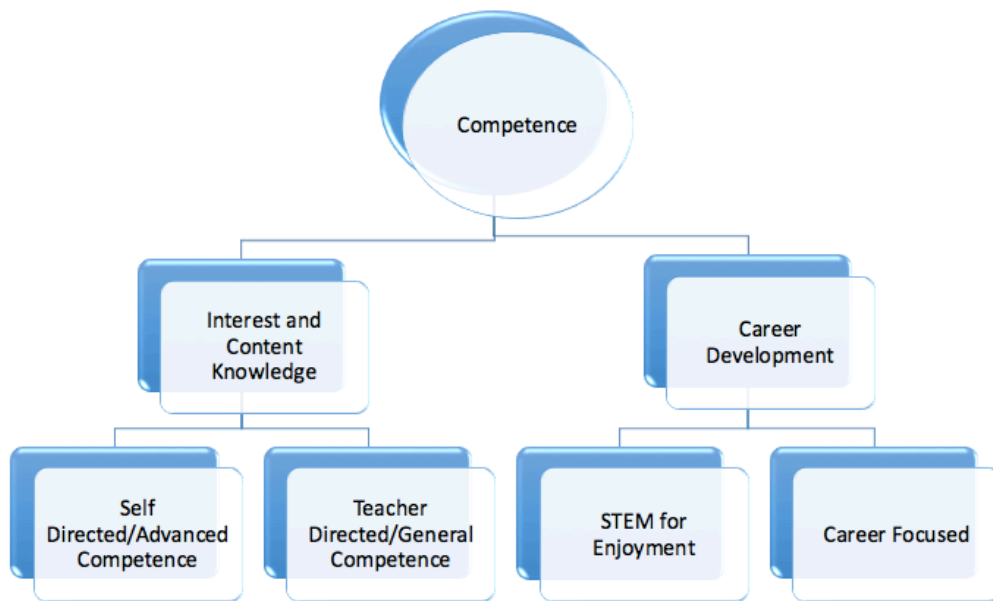 Competence
Interest and
Content
Knowledge
Career
Development
Self
Directed/Advanced
Competence
Teacher
Directed/General
Competence
STEM for
Enjoyment
Career Focused